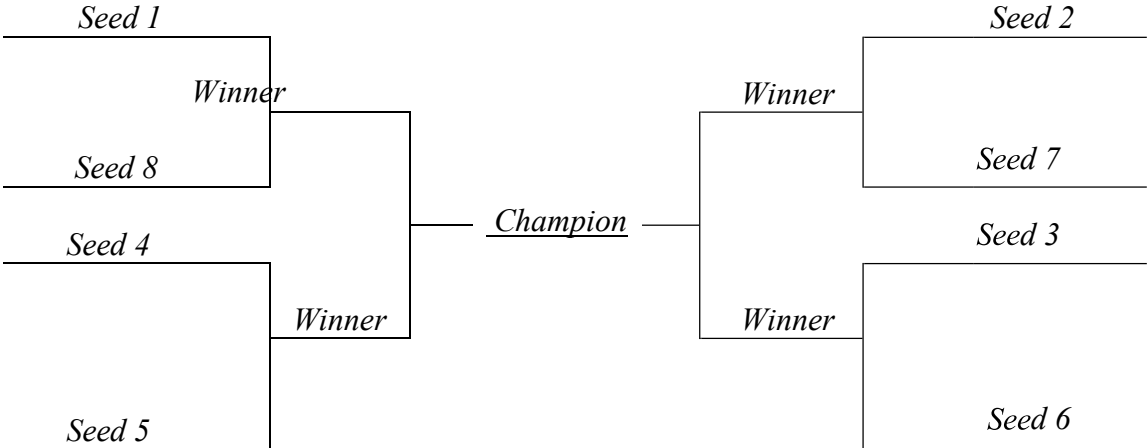 Seed 1
Seed 2
Winner
Winner
Seed 8
Seed 7
Champion
Seed 4
Seed 3
Winner
Winner
Seed 5
Seed 6